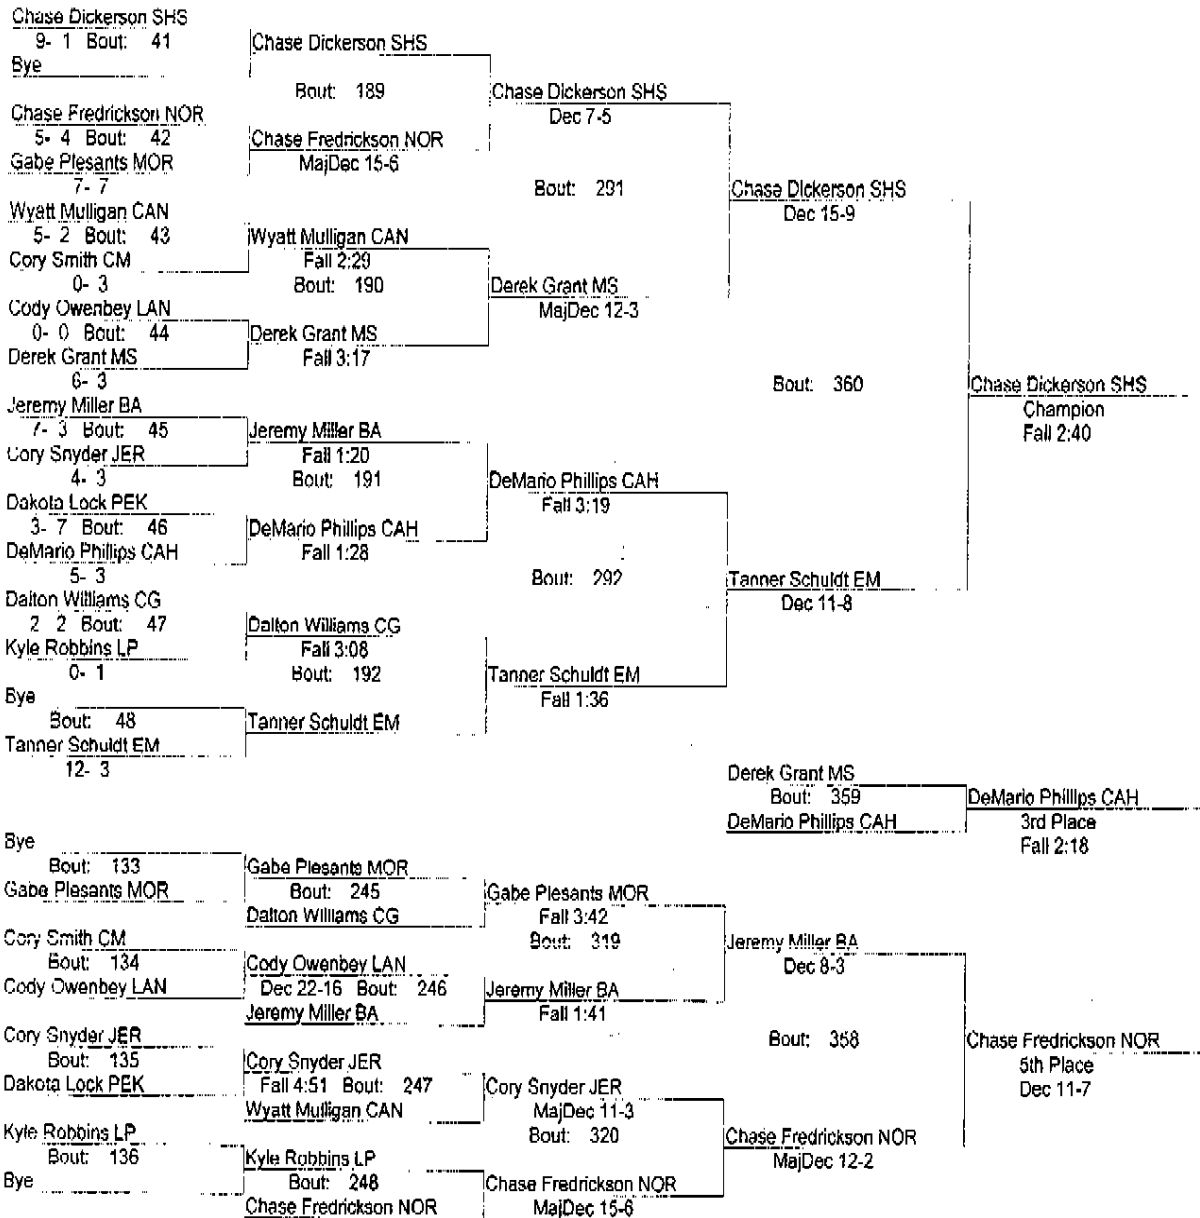 Chase Dickerson SHS
9- 1 Bout: 41
Bye
Chase Dickerson SHS
Bout: 189
Chase Fredrickson NOR
5- 4 Bout: 42
Gabe Plesants MOR
7- 7
Chase Fredrickson NOR
MajDec 15-6
Chase Dickerson SHS
Dec 7-5
Bout: 291
Wyatt Mulligan CAN
5- 2 Bout: 43
Cory Smith CM
0- 3
Wyatt Mulligan CAN
Fall 2:29
Bout: 190
Cody Owenbey LAN
0- 0 Bout: 44
Derek Grant MS
6- 3
Derek Grant MS
Fall 3:17
Derek Grant MS
MajDec 12-3
Chase Dickerson SHS
Dec 15-9
Bout: 360
Chase Dickerson SHS
Champion
Fall 2:40
Jeremy Miller BA
7- 3 Bout: 45
Cory Snyder JER
4- 3
Jeremy Miller BA
Fall 1:20
Bout: 191
Dakota Lock PEK
3- 7 Bout: 46
DeMario Phillips CAH
5- 3
DeMario Phillips CAH
Fall 1:28
DeMario Phillips CAH
Fall 3:19
Bout: 292
Dalton Williams CG
2 2 Bout: 47
Kyle Robbins LP
0- 1
Dalton Williams CG
Fall 3:08
Bout: 192
Bye
Bout: 48
Tanner Schuldt EM
12- 3
Tanner Schuldt EM
Tanner Schuldt EM
Fall 1:36
Tanner Schuldt EM
Dec 11-8
Derek Grant MS
Bout: 359
DeMario Phillips CAH
DeMario Phillips CAH
3rd Place
Fall 2:18
Bye
Bout: 133
Gabe Plesants MOR
Gabe Plesants MOR
Bout: 245
Dalton Williams CG
Gabe Plesants MOR
Fall 3:42
Bout: 319
Cory Smith CM
Bout: 134
Cody Owenbey LAN
Cody Owenbey LAN
Dec 22-16 Bout: 246
Jeremy Miller BA
Jeremy Miller BA
Fall 1:41
Jeremy Miller BA
Dec 8-3
Bout: 358
Cory Snyder JER
Bout: 135
Dakota Lock PEK
Cory Snyder JER
Fall 4:51 Bout: 247
Wyatt Mulligan CAN
Cory Snyder JER
MajDec 11-3
Bout: 320
Kyle Robbins LP
Bout: 136
Bye
Kyle Robbins LP
Bout: 248
Chase Fredrickson NOR
Chase Fredrickson NOR
MajDec 15-6
Chase Fredrickson NOR
MajDec 12-2
Chase Fredrickson NOR
5th Place
Dec 11-7